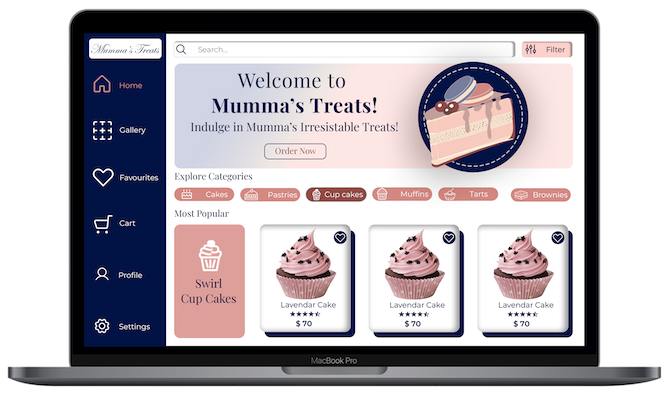 Mumma's Treats
Search...
Filter
Home
Gallery
Favourites
Cart
Profile
Settings
Welcome to
Mumma's Treats!
Indulge in Mumma's Irresistable Treats!
Order Now
Explore Categories
Cakes
Pastries
Cup cakes
Muffins
Tarts
Brownies
Most Popular
Swirl
Cup Cakes
Lavendar Cake
$ 70
Lavendar Cake
$ 70
Lavendar Cake
$ 70
MacBook Pro